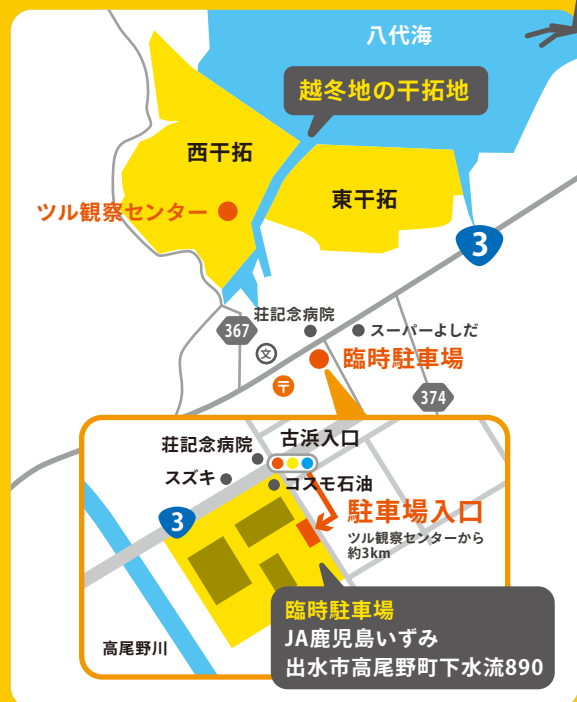 八代海
越冬地の干拓地
西干拓
東干拓
ツル観察センター
3
荘記念病院
367
スーパーよしだ
文
臨時駐車場
〒
374
古浜入口
荘記念病院
スズキ
コスモ石油
3
駐車場入口
ツル観察センターから
約3km
臨時駐車場
JA鹿児島いずみ
出水市高尾野町下水流890
高尾野川